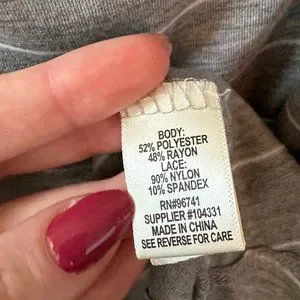 BODY:
52% POLYESTER
48% RAYON
LACE:
90% NYLON
10% SPANDEX
RN#96741
SUPPLIER #104331
MADE IN CHINA
SEE REVERSE FOR CARE